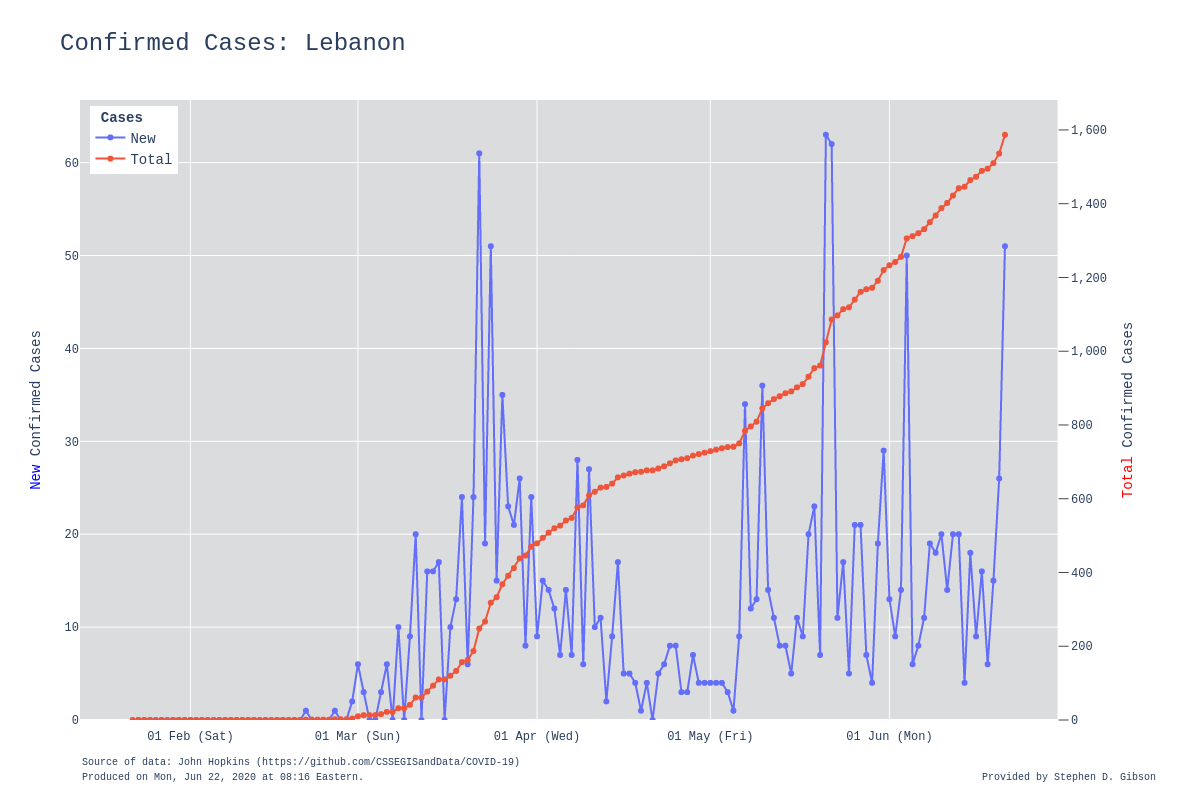 Confirmed Cases: Lebanon
Cases
New
Total
60
50
40
30
20
10
0
1,600
1,400
1,200
1,000
800
600
400
200
0
New Confirmed Cases
Total Confirmed Cases
01 Feb (Sat) 01 Mar (Sun) 01 Apr (Wed) 01 May (Fri) 01 Jun (Mon)
Source of data: John Hopkins (https://github.com/CSSEGISandData/COVID-19)
Produced on Mon, Jun 22, 2020 at 08:16 Eastern.
Provided by Stephen D. Gibson